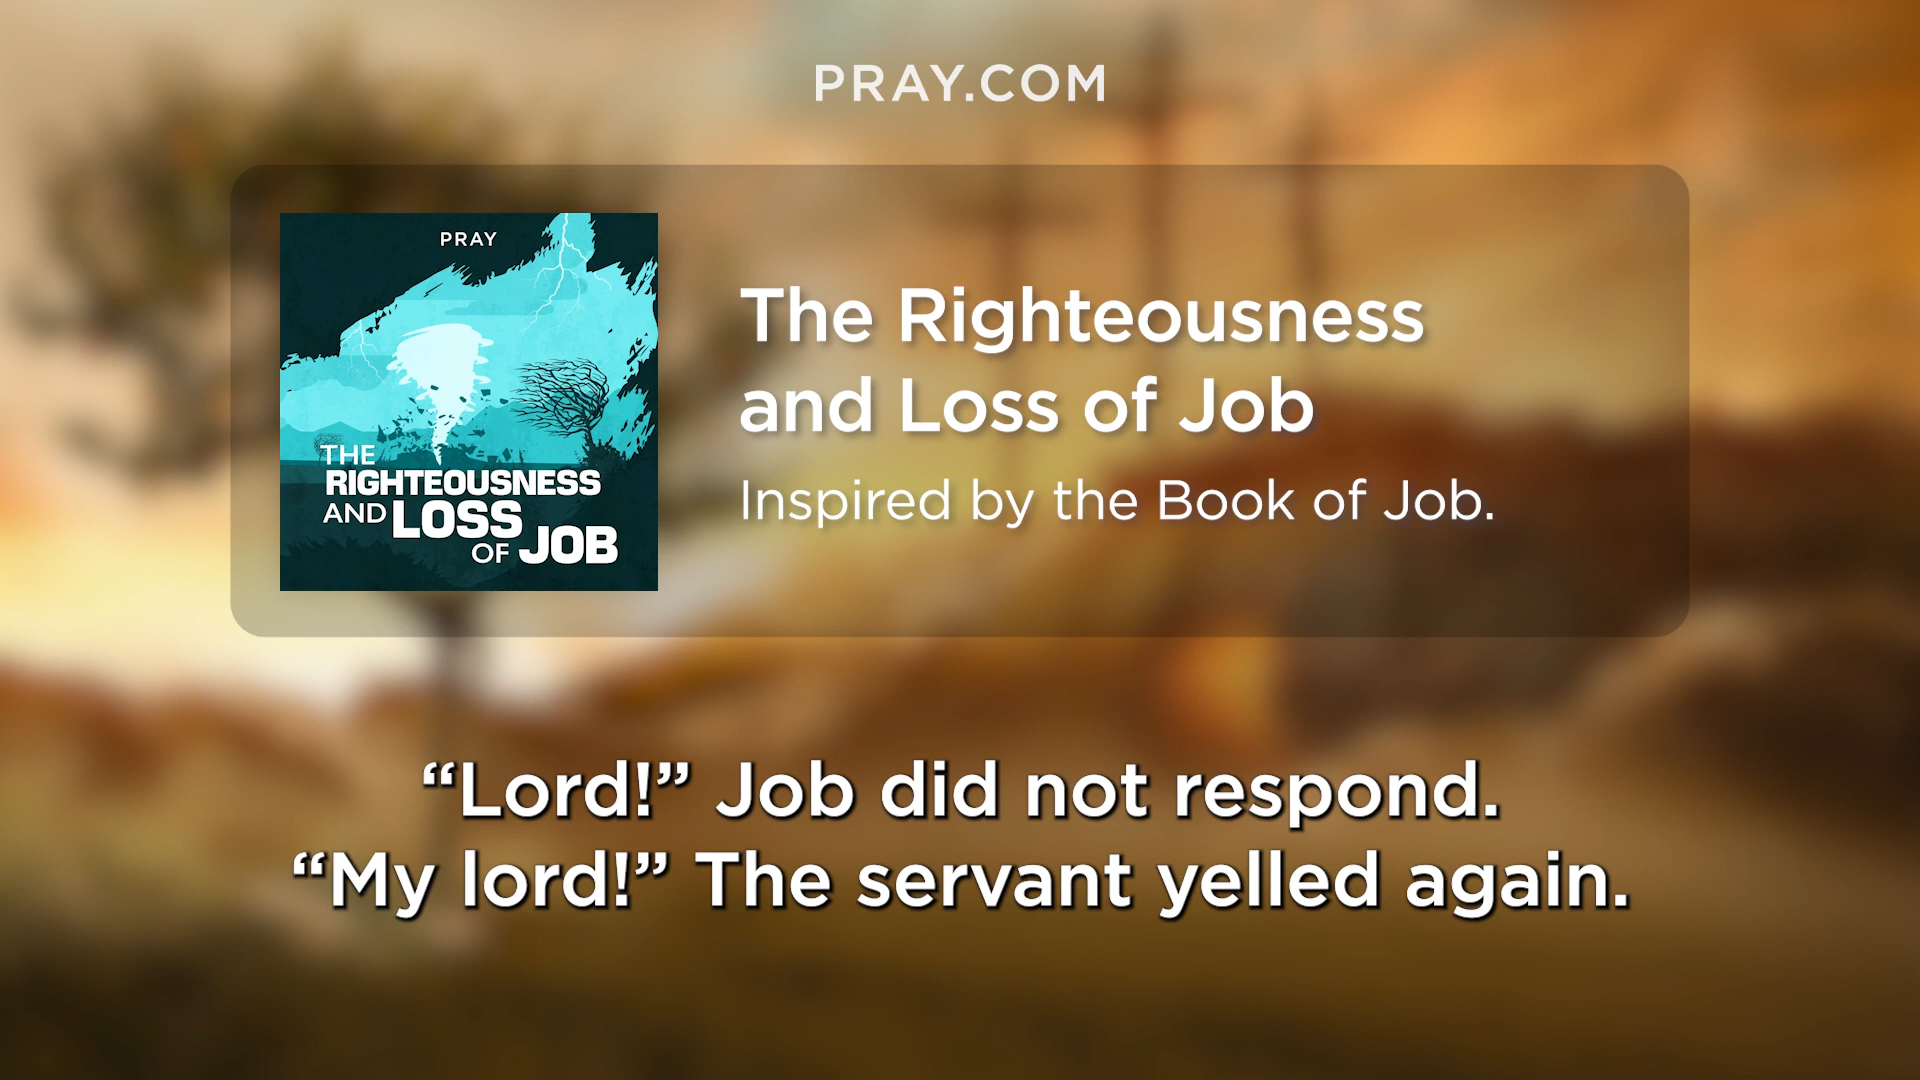 PRAY.COM
PRAY
THE
RIGHTEOUSNESS
AND LOSS
OF JOB
The Righteousness
and Loss of Job
Inspired by the Book of Job.
“Lord!” Job did not respond.
“My lord!” The servant yelled again.